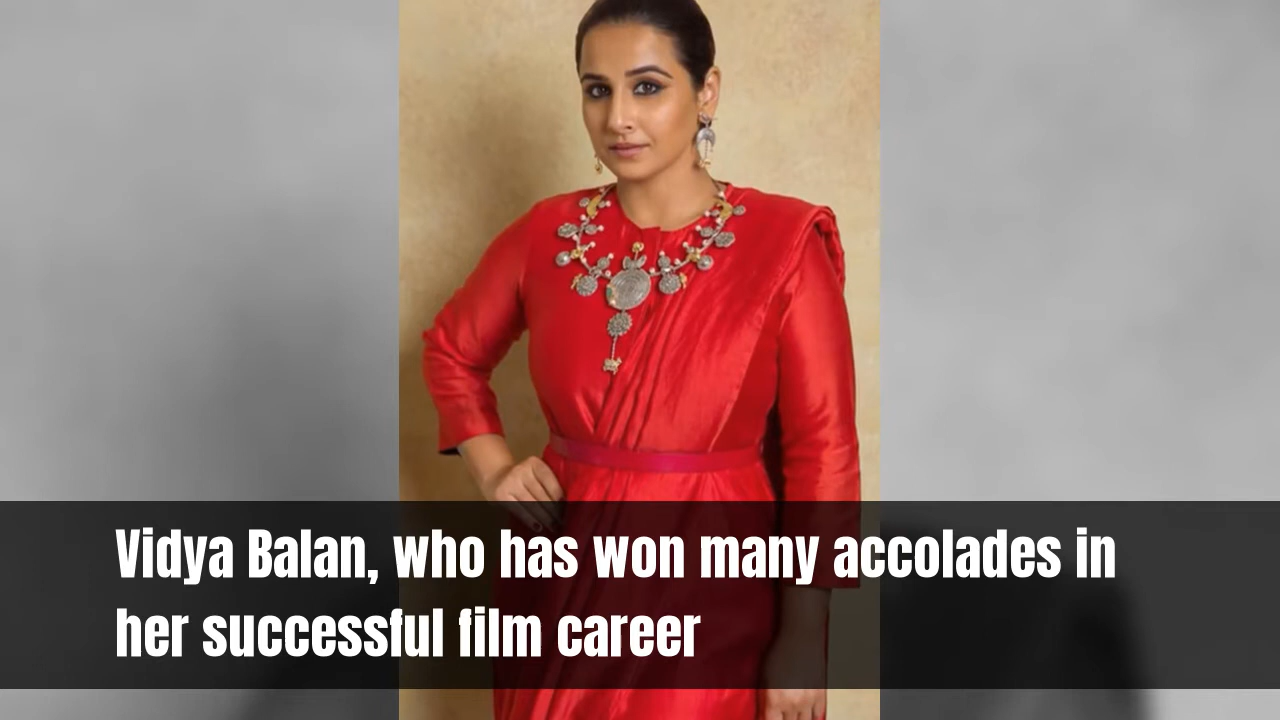 Vidya Balan, who has won many accolades in
her successful film career